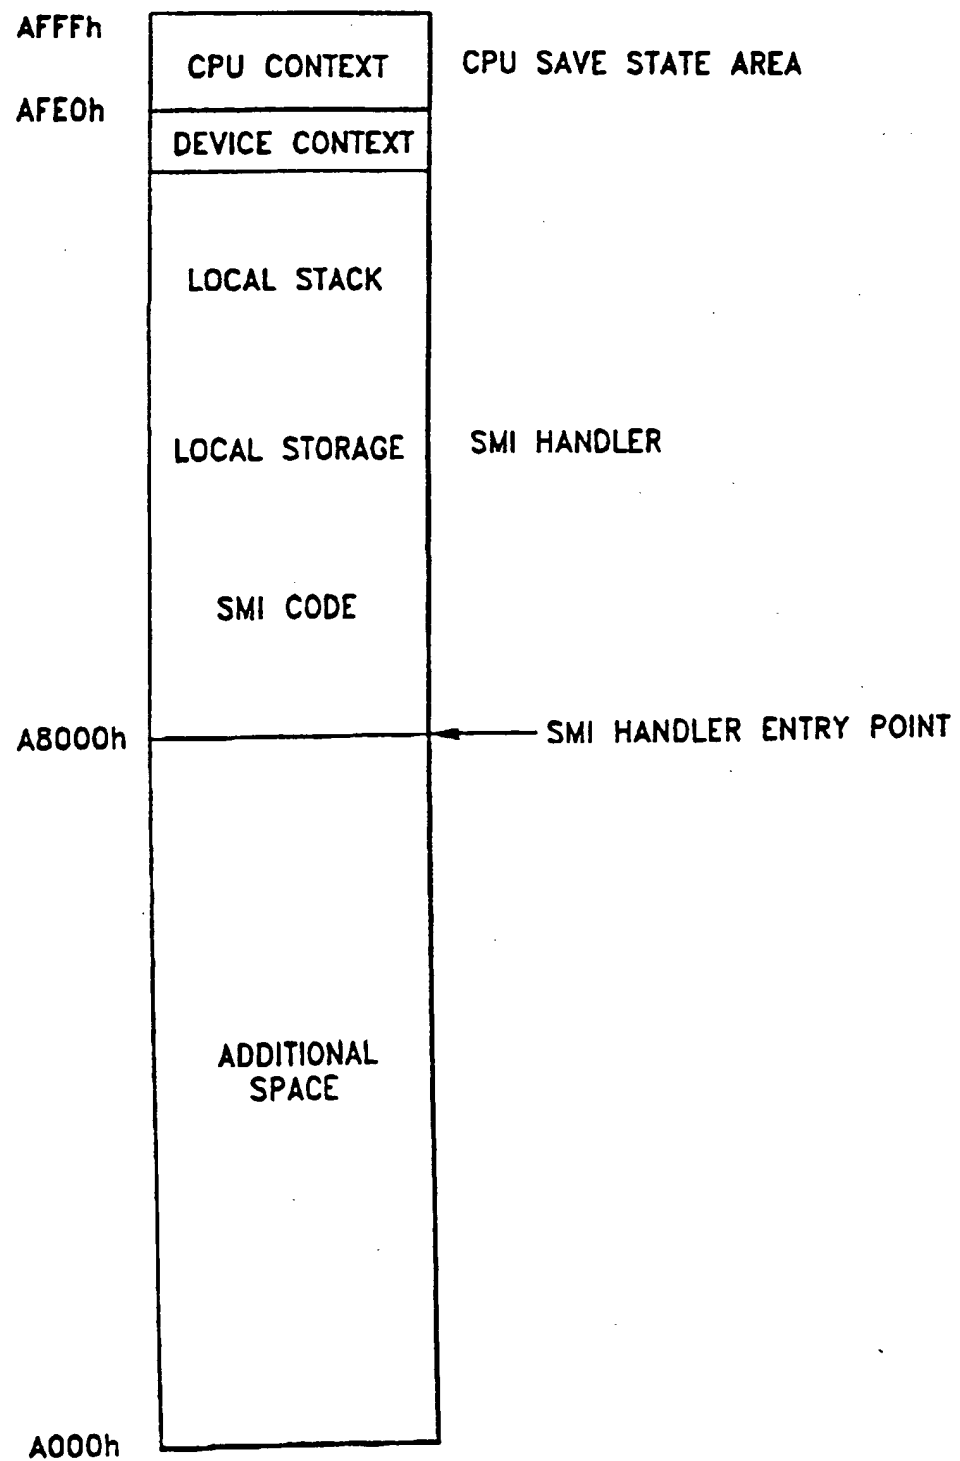 AFFFh
CPU CONTEXT
CPU SAVE STATE AREA
AFE0h
DEVICE CONTEXT
LOCAL STACK
LOCAL STORAGE
SMI HANDLER
SMI CODE
A8000h
SMI HANDLER ENTRY POINT
ADDITIONAL
SPACE
A000h